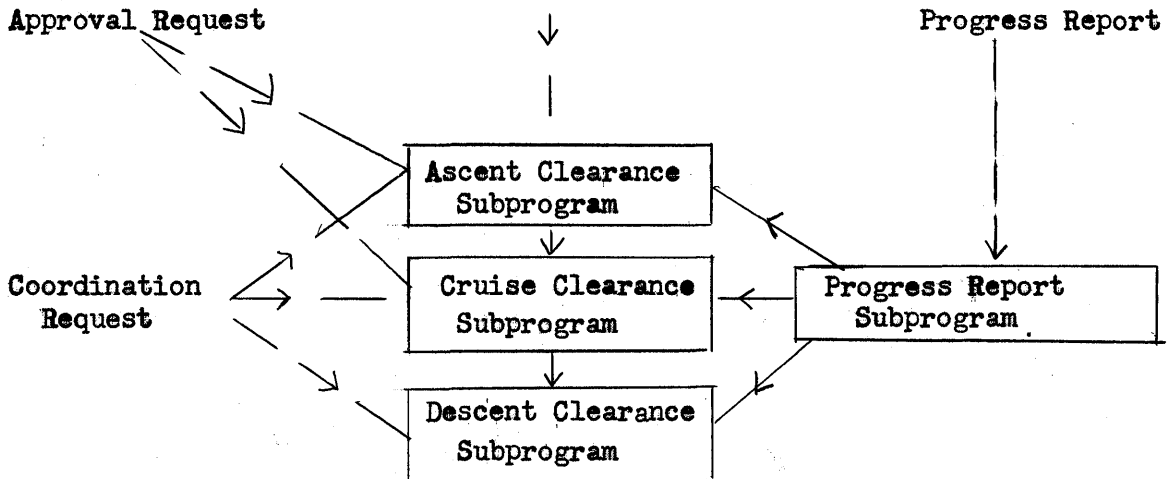 Approval Request
Progress Report
Ascent Clearance
Subprogram
Coordination
Request
Cruise Clearance
Subprogram
Progress Report
Subprogram
Descent Clearance
Subprogram